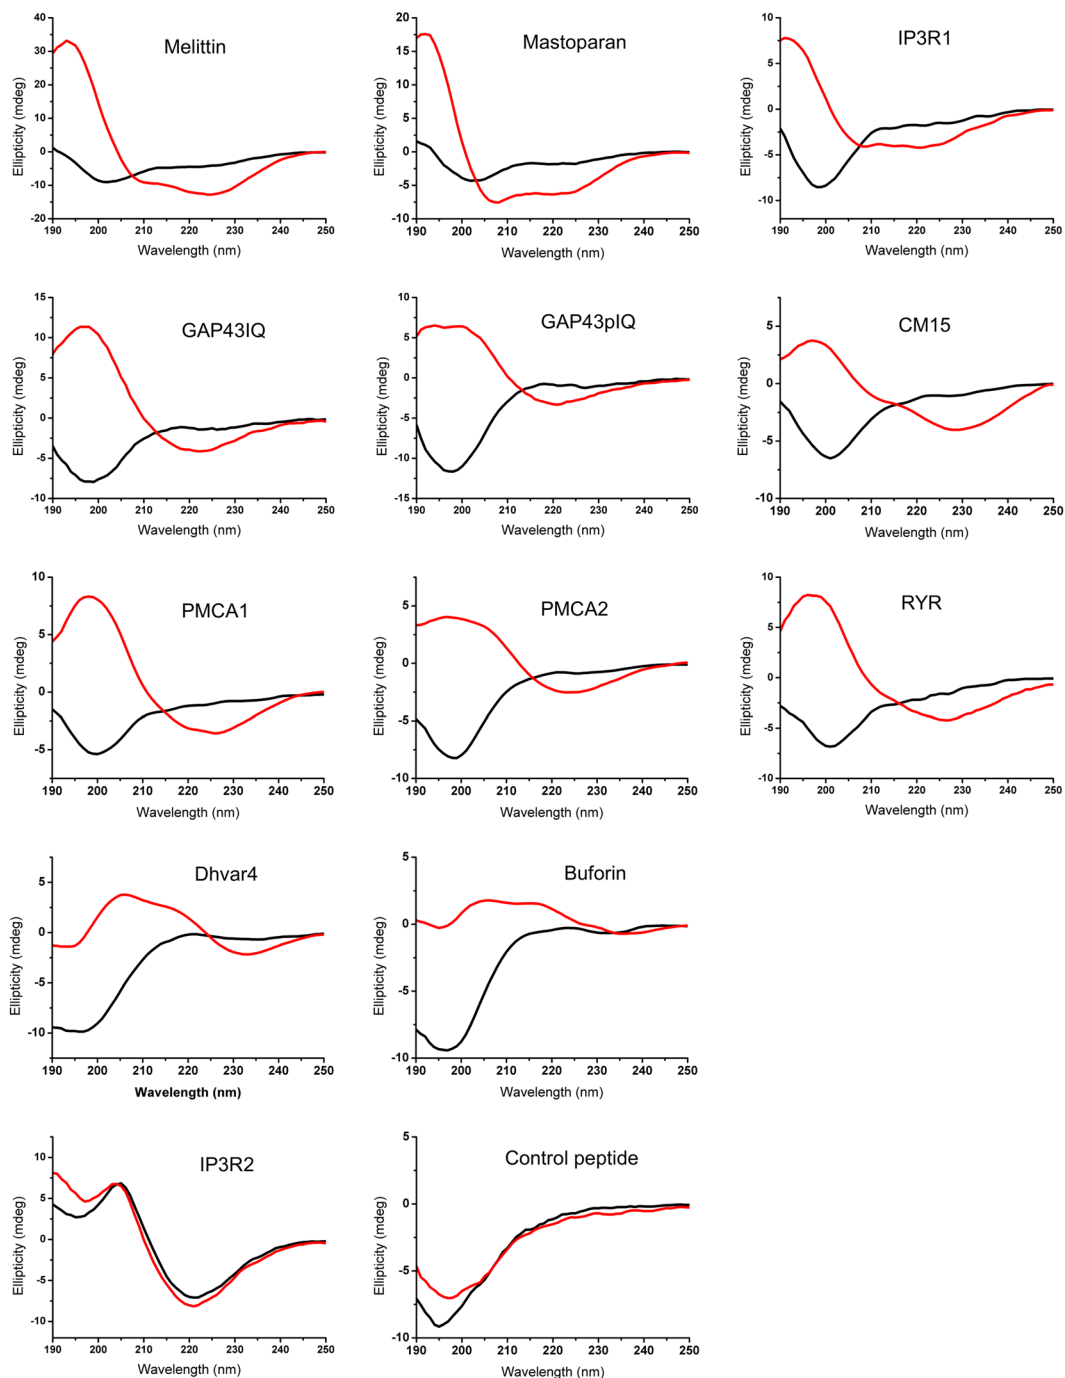 Melittin
Ellipticity (mdeg)
40
30
20
10
0
-10
-20
190 200 210 220 230 240 250
Wavelength (nm)
Mastoparan
Ellipticity (mdeg)
20
15
10
5
0
-5
-10
190 200 210 220 230 240 250
Wavelength (nm)
IP3R1
Ellipticity (mdeg)
10
5
0
-5
-10
190 200 210 220 230 240 250
Wavelength (nm)
GAP43IQ
Ellipticity (mdeg)
15
10
5
0
-5
-10
190 200 210 220 230 240 250
Wavelength (nm)
GAP43pIQ
Ellipticity (mdeg)
10
5
0
-5
-10
-15
190 200 210 220 230 240 250
Wavelength (nm)
CM15
Ellipticity (mdeg)
5
0
-5
-10
190 200 210 220 230 240 250
Wavelength (nm)
PMCA1
Ellipticity (mdeg)
10
5
0
-5
190 200 210 220 230 240 250
Wavelength (nm)
PMCA2
Ellipticity (mdeg)
5
0
-5
-10
190 200 210 220 230 240 250
Wavelength (nm)
RYR
Ellipticity (mdeg)
10
5
0
-5
-10
190 200 210 220 230 240 250
Wavelength (nm)
Dhvar4
Ellipticity (mdeg)
5
0
-5
-10
190 200 210 220 230 240 250
Wavelength (nm)
Buforin
Ellipticity (mdeg)
5
0
-5
-10
190 200 210 220 230 240 250
Wavelength (nm)
IP3R2
Ellipticity (mdeg)
10
5
0
-5
-10
190 200 210 220 230 240 250
Wavelength (nm)
Control peptide
Ellipticity (mdeg)
5
0
-5
-10
190 200 210 220 230 240 250
Wavelength (nm)